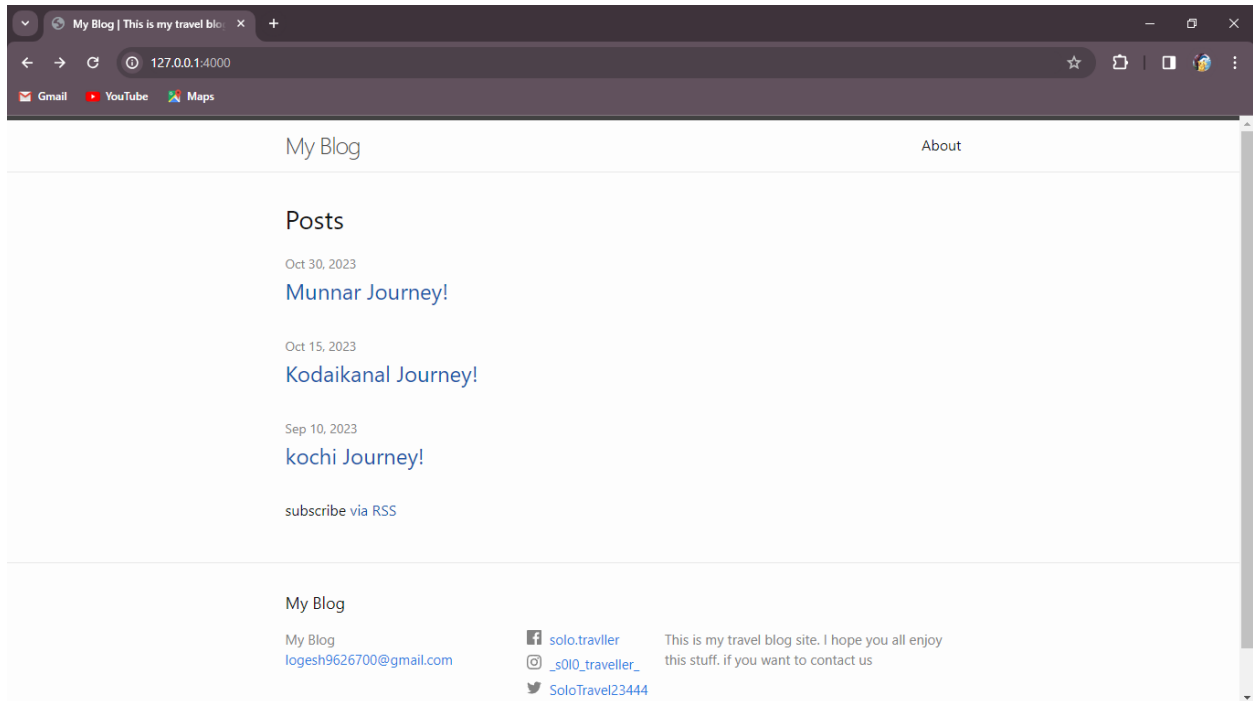 My Blog | This is my travel blo
127.0.0.1:4000
Gmail YouTube Maps
My Blog About
Posts
Oct 30, 2023
Munnar Journey!
Oct 15, 2023
Kodaikanal Journey!
Sep 10, 2023
kochi Journey!
subscribe via RSS
My Blog
My Blog
logesh9626700@gmail.com
solo.travller
_s0l0_traveller_
SoloTravel23444
This is my travel blog site. I hope you all enjoy
this stuff. if you want to contact us